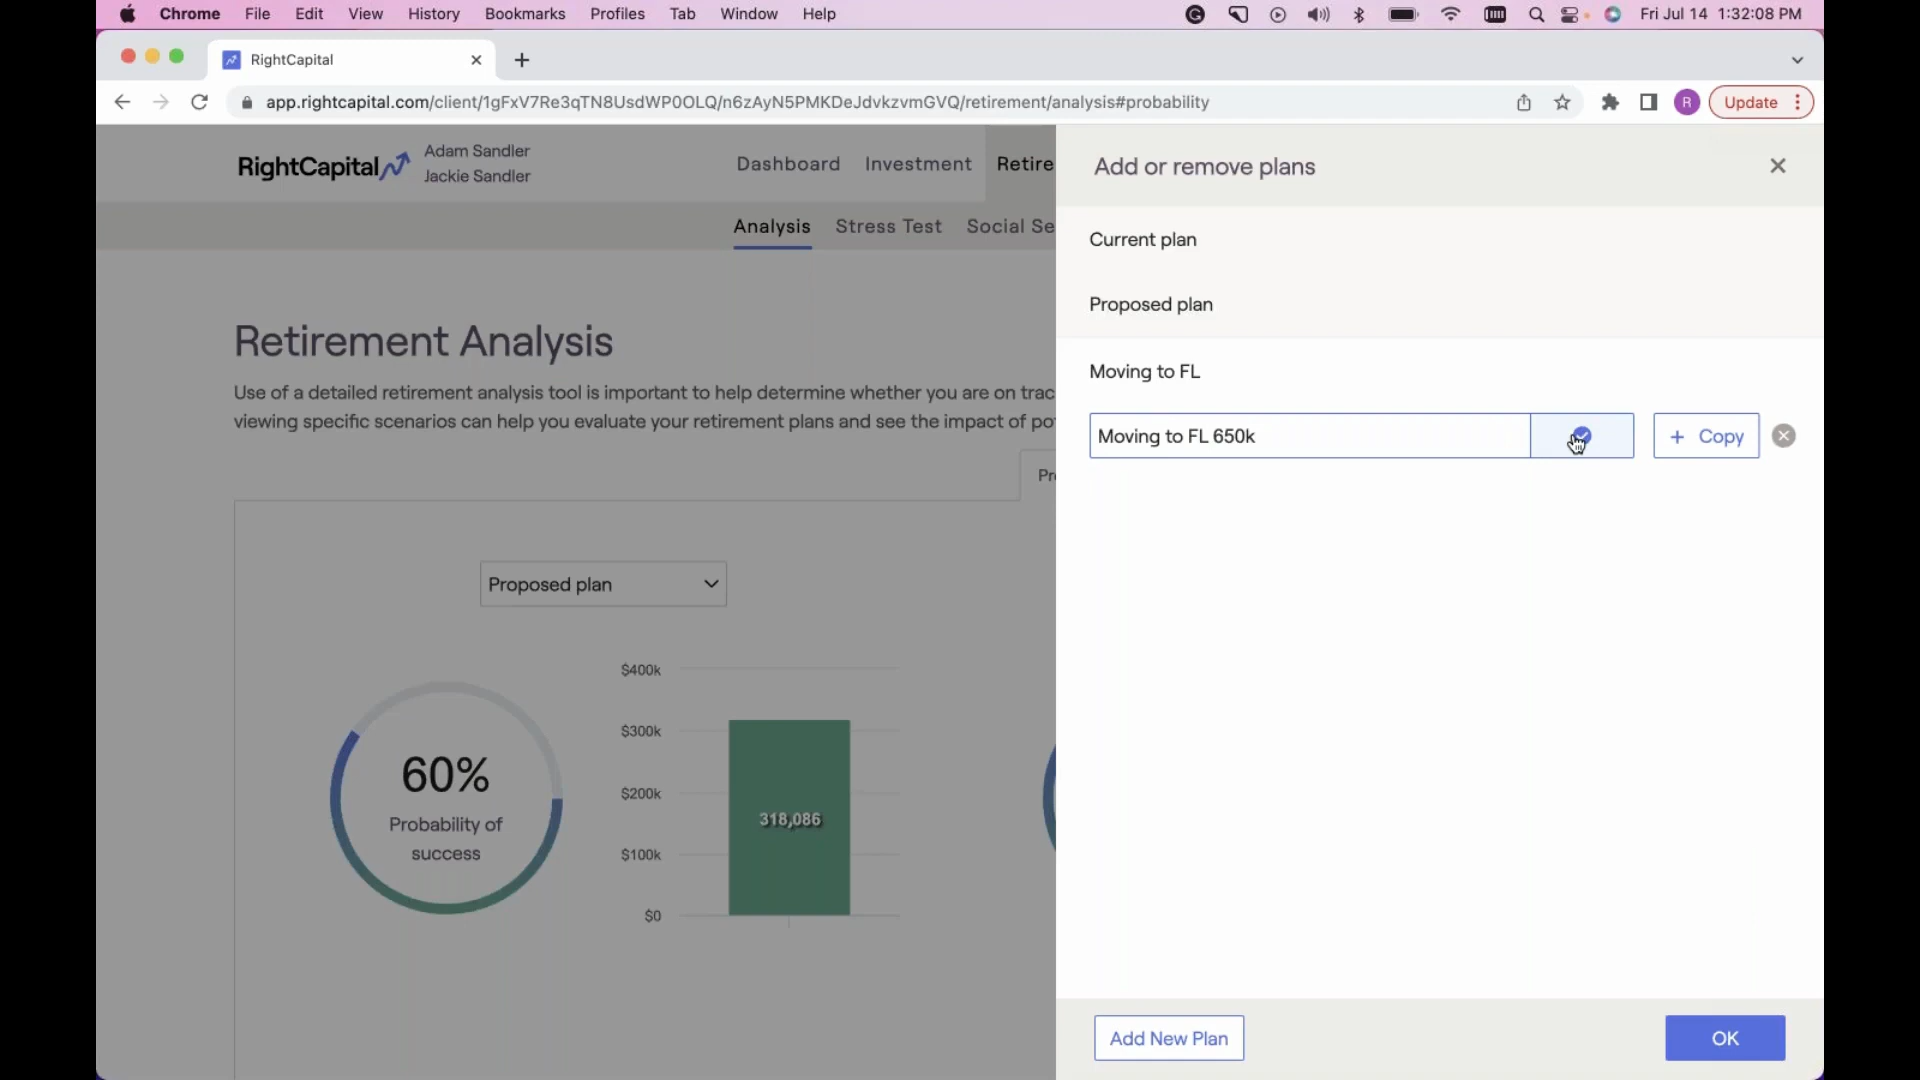 Chrome File Edit View History Bookmarks Profiles Tab Window Help Fri Jul 14 1:32:08 PM
RightCapital
app.rightcapital.com/client/1gFxV7Re3qTN8UsdWP0OLQ/n6zAyN5PMKDeJdvkzvmGVQ/retirement/analysis#probability R Update
RightCapital
Adam Sandler
Jackie Sandler
Dashboard Investment Retire
Analysis Stress Test Social Se
Retirement Analysis
Use of a detailed retirement analysis tool is important to help determine whether you are on trac
viewing specific scenarios can help you evaluate your retirement plans and see the impact of po
Pr
Proposed plan
60%
Probability of
success
$400k
$300k
$200k
$100k
$0
318,086
Add or remove plans
Current plan
Proposed plan
Moving to FL
Moving to FL 650k
+ Copy
Add New Plan
OK